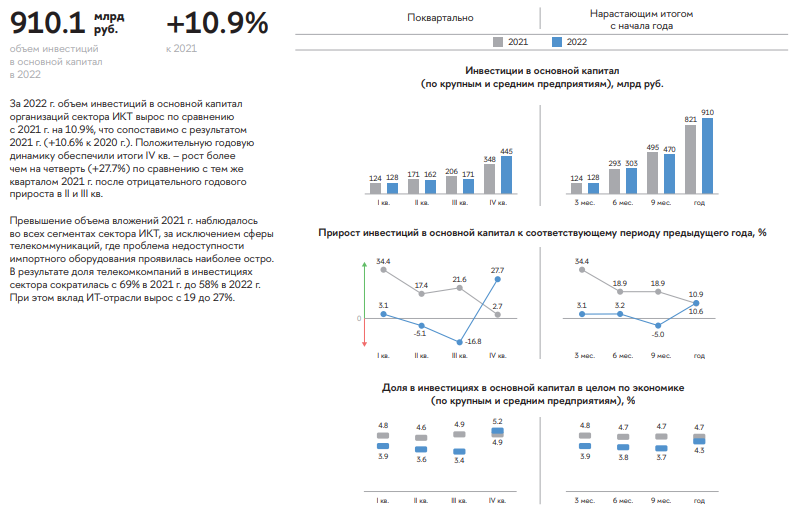 910.1 млрд руб.
+10.9%
объем инвестиций
в основной капитал
в 2022
к 2021
За 2022 г. объем инвестиций в основной капитал
организаций сектора ИКТ вырос по сравнению
с 2021 г. на 10.9%, что сопоставимо с результатом
2021 г. (+10.6% к 2020 г.). Положительную годовую
динамику обеспечили итоги IV кв. – рост более
чем на четверть (+27.7%) по сравнению с тем же
кварталом 2021 г. после отрицательного годового
прироста в II и III кв.
Превышение объема вложений 2021 г. наблюдалось
во всех сегментах сектора ИКТ, за исключением сферы
телекоммуникаций, где проблема недоступности
импортного оборудования проявилась наиболее остро.
В результате доля телекомкомпаний в инвестициях
сектора сократилась с 69% в 2021 г. до 58% в 2022 г.
При этом вклад ИТ-отрасли вырос с 19 до 27%.
Поквартально
Нарастающим итогом
с начала года
2021 2022
Инвестиции в основной капитал
(по крупным и средним предприятиям), млрд руб.
124 128 171 162 206 171 348 445
I кв. II кв. III кв. IV кв.
124 128 293 303 495 470 821 910
3 мес. 6 мес. 9 мес. год
Прирост инвестиций в основной капитал к соответствующему периоду предыдущего года, %
34.4 17.4 21.6 27.7
0 3.1 -5.1 -16.8 2.7
I кв. II кв. III кв. IV кв.
34.4 18.9 18.9 10.9
3.1 3.2 -5.0 10.6
3 мес. 6 мес. 9 мес. год
Доля в инвестициях в основной капитал в целом по экономике
(по крупным и средним предприятиям), %
4.8 4.6 4.9 5.2
3.9 3.6 3.4 4.9
I кв. II кв. III кв. IV кв.
4.8 4.7 4.7 4.7
3.9 3.8 3.7 4.3
3 мес. 6 мес. 9 мес. год